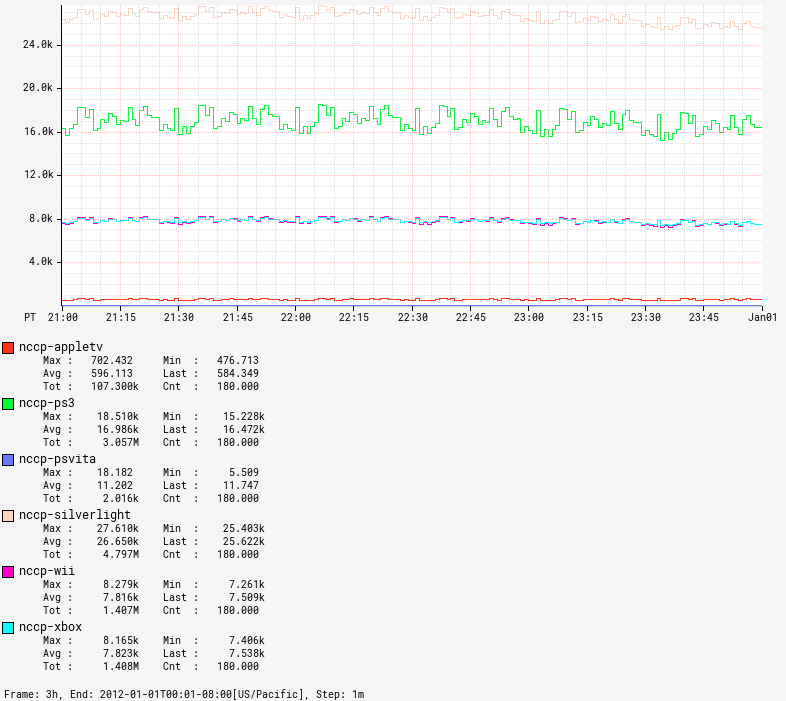 24.0k
20.0k
16.0k
12.0k
8.0k
4.0k
PT 21:00 21:15 21:30 21:45 22:00 22:15 22:30 22:45 23:00 23:15 23:30 23:45 Jan01
nccp-appletv
Max : 702.432 Min : 476.713
Avg : 596.113 Last : 584.349
Tot : 107.300k Cnt : 180.000
nccp-ps3
Max : 18.510k Min : 15.228k
Avg : 16.986k Last : 16.472k
Tot : 3.057M Cnt : 180.000
nccp-psvita
Max : 18.182 Min : 5.509
Avg : 11.202 Last : 11.747
Tot : 2.016k Cnt : 180.000
nccp-silverlight
Max : 27.610k Min : 25.403k
Avg : 26.650k Last : 25.622k
Tot : 4.797M Cnt : 180.000
nccp-wii
Max : 8.279k Min : 7.261k
Avg : 7.816k Last : 7.509k
Tot : 1.407M Cnt : 180.000
nccp-xbox
Max : 8.165k Min : 7.406k
Avg : 7.823k Last : 7.538k
Tot : 1.408M Cnt : 180.000
Frame: 3h, End: 2012-01-01T00:01-08:00[US/Pacific], Step: 1m